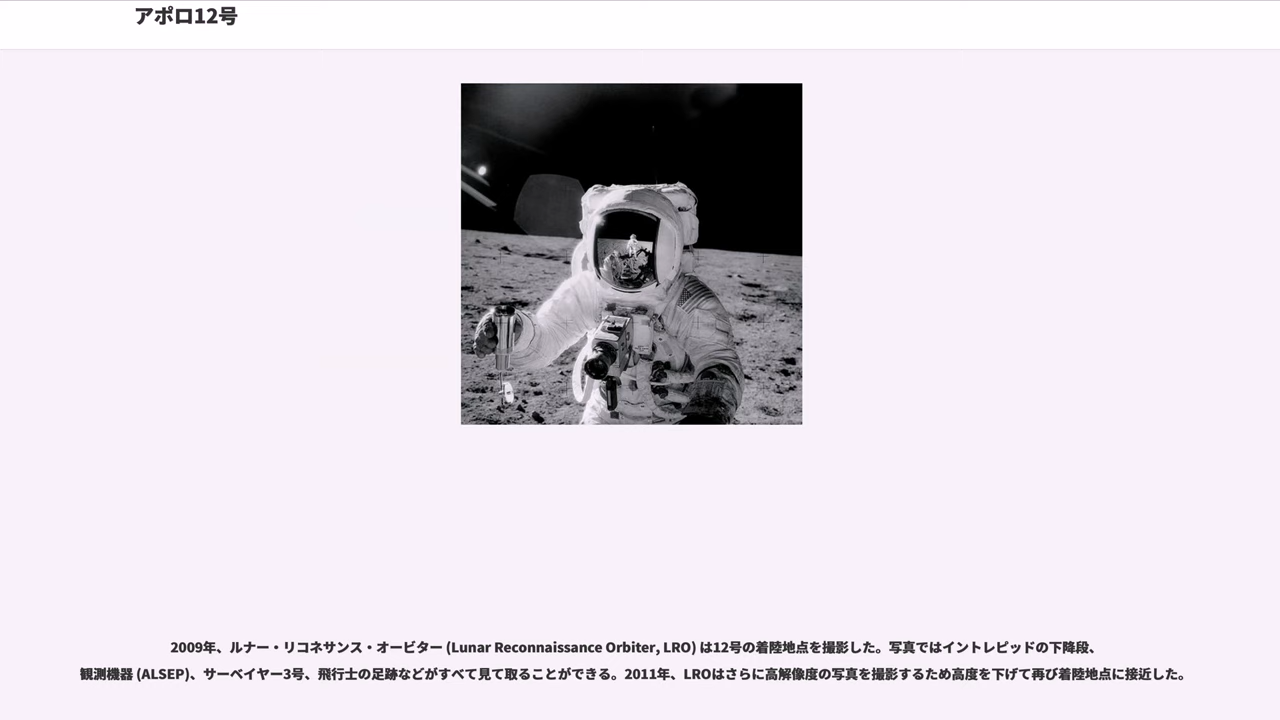 アポロ12号
2009年、ルナー・リコネサンス・オービター (Lunar Reconnaissance Orbiter, LRO) は12号の着陸地点を撮影した。写真ではイントレピッドの下降段、
観測機器 (ALSEP)、サーベイヤー3号、飛行士の足跡などがすべて見て取ることができる。2011年、LROはさらに高解像度の写真を撮影するため高度を下げて再び着陸地点に接近した。